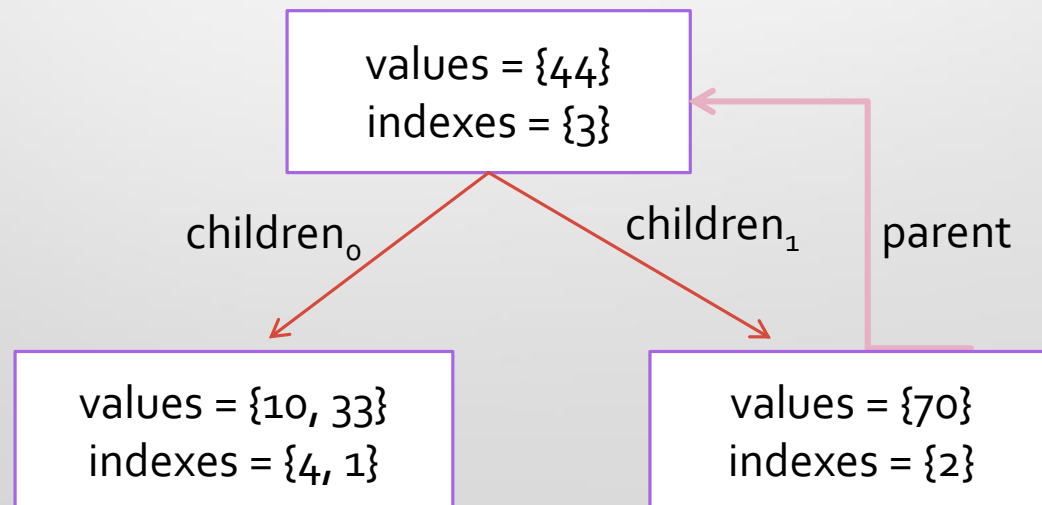 values = {44}
indexes = {3}
children₀
children₁
parent
values = {10, 33}
indexes = {4, 1}
values = {70}
indexes = {2}